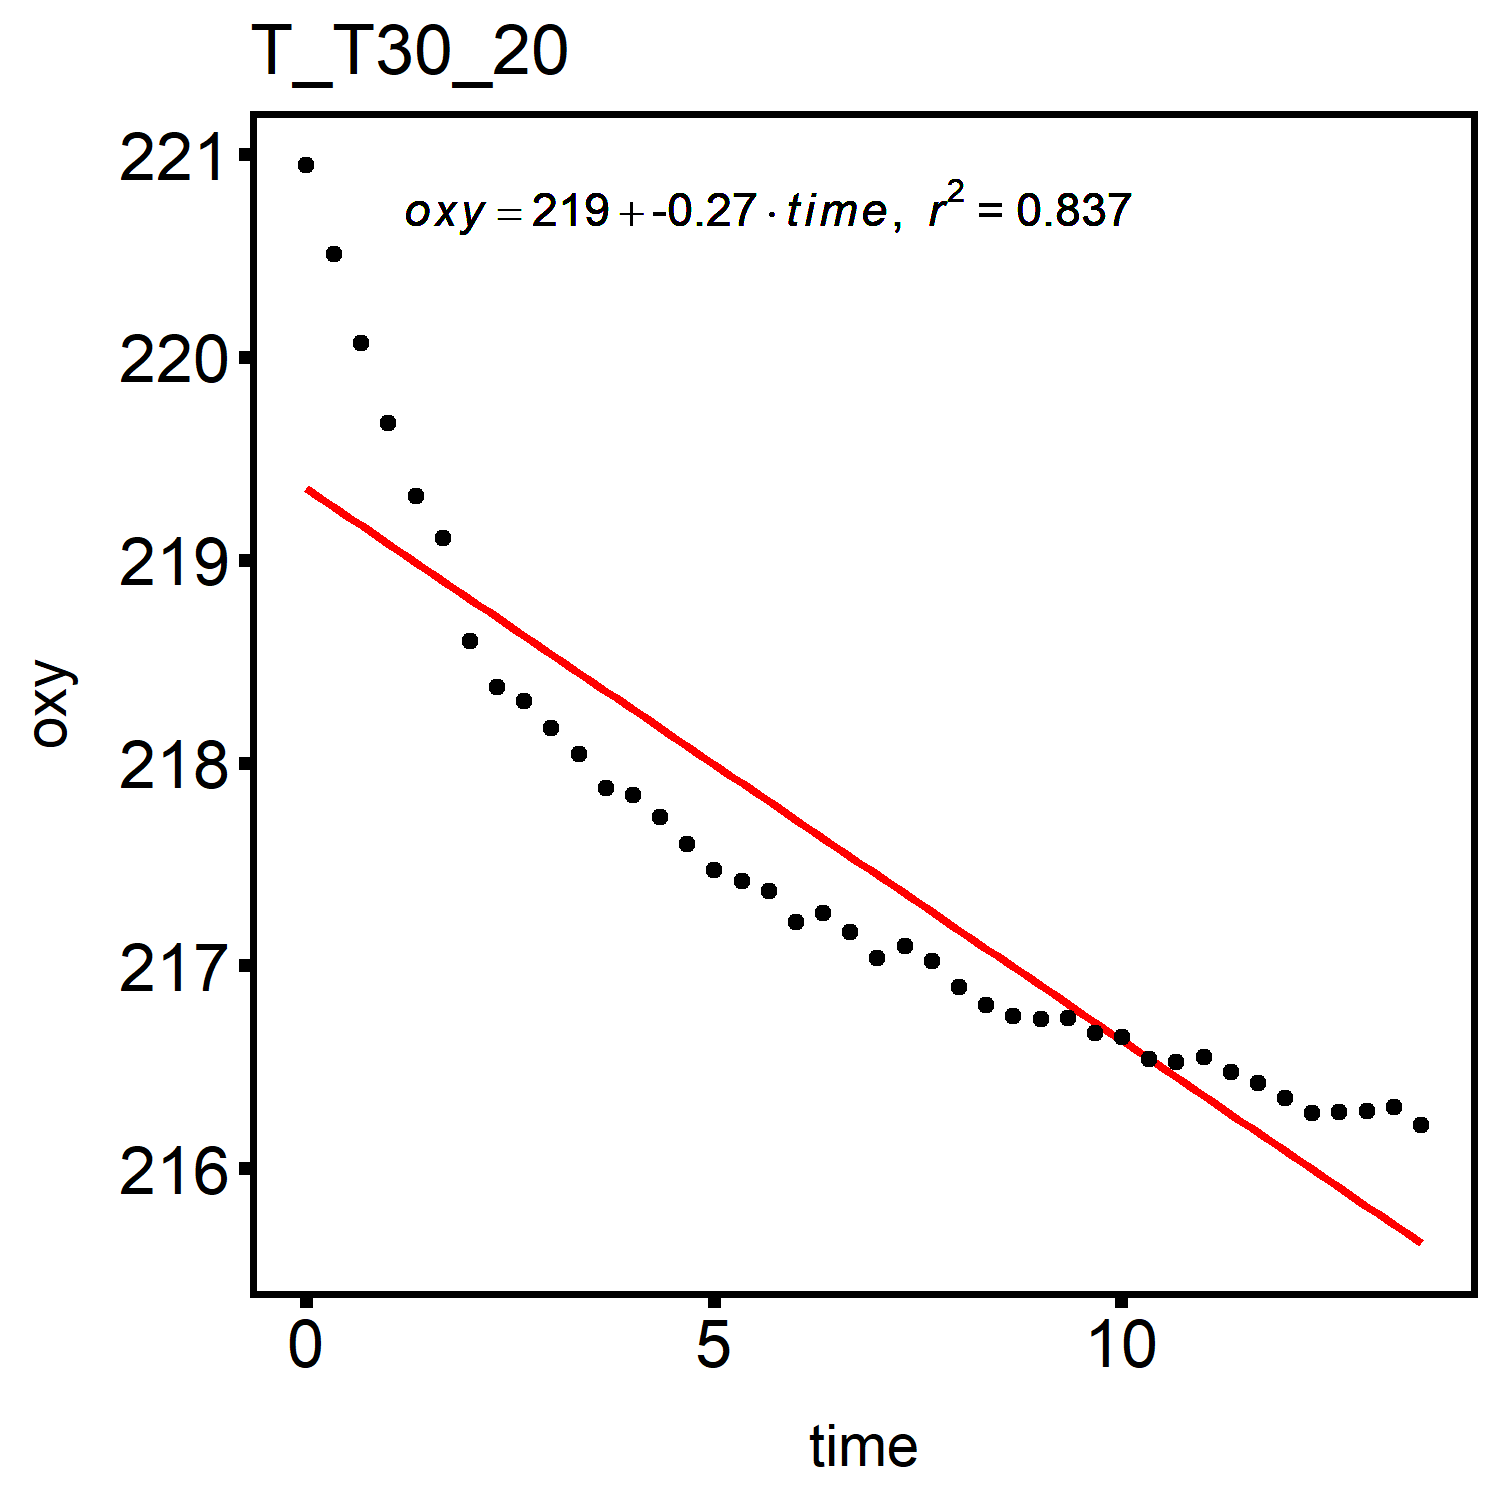 T_T30_20
221
oxy = 219 + -0.27 · time, r² = 0.837
220
219
218
217
216
oxy
0 5 10
time